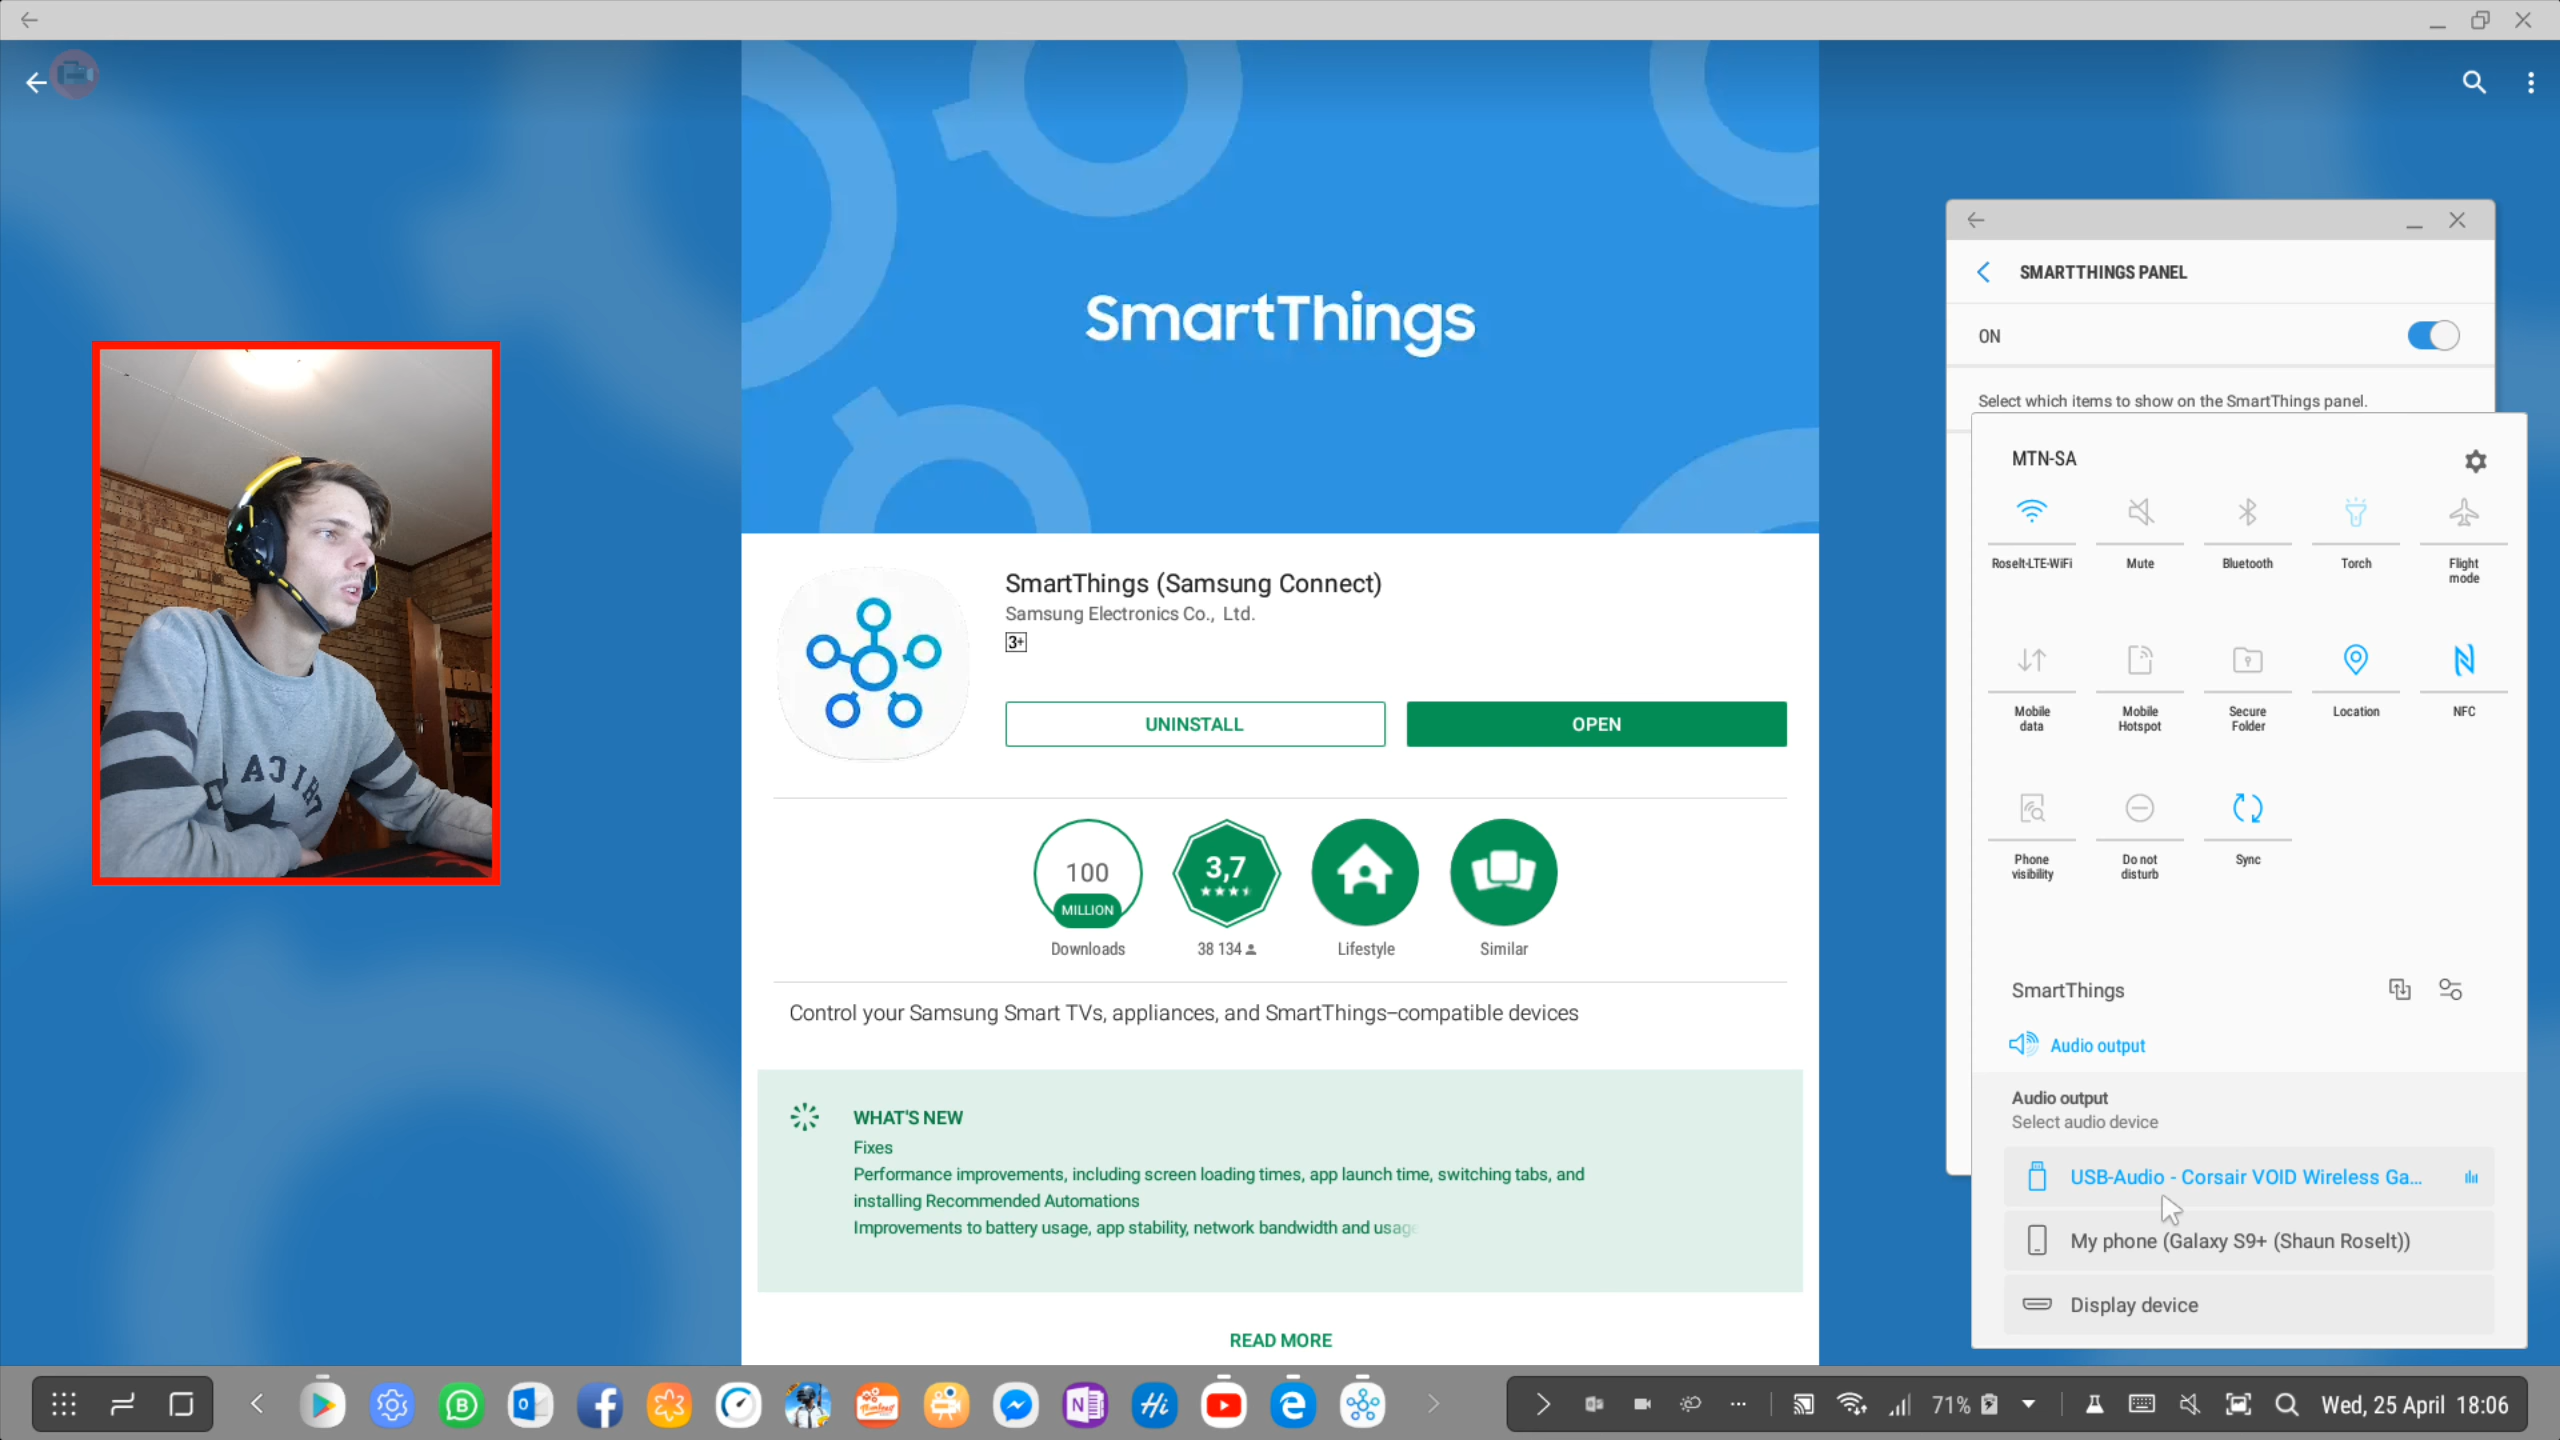 SmartThings
SmartThings (Samsung Connect)
Samsung Electronics Co., Ltd.
3+
UNINSTALL
OPEN
100
MILLION
Downloads
3,7
38 134
Lifestyle
Similar
Control your Samsung Smart TVs, appliances, and SmartThings-compatible devices
WHAT'S NEW
Fixes
Performance improvements, including screen loading times, app launch time, switching tabs, and
installing Recommended Automations
Improvements to battery usage, app stability, network bandwidth and usage
READ MORE
SMARTTHINGS PANEL
ON
Select which items to show on the SmartThings panel.
MTN-SA
Roselt-LTE-WiFi
Mute
Bluetooth
Torch
Flight
mode
Mobile
data
Mobile
Hotspot
Secure
Folder
Location
NFC
Phone
visibility
Do not
disturb
Sync
SmartThings
Audio output
Audio output
Select audio device
USB-Audio - Corsair VOID Wireless Ga...
My phone (Galaxy S9+ (Shaun Roselt))
Display device
Hi
71%
Wed, 25 April 18:06